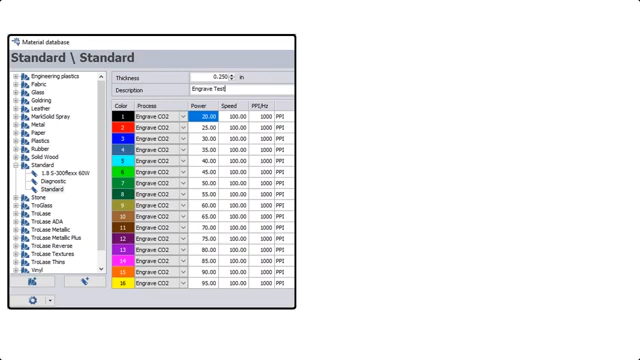 Material database
Standard \ Standard
Engineering plastics
Fabric
Glass
Goldring
Leather
MarkSolid Spray
Metal
Paper
Plastics
Rubber
Solid Wood
Standard
1.8 S-300flexx 60W
Diagnostic
Standard
Stone
TroGlass
TroLase
TroLase ADA
TroLase Metallic
TroLase Metallic Plus
TroLase Reverse
TroLase Textures
TroLase Thins
Vinyl
Thickness 0.250 in
Description Engrave Test
Color Process Power Speed PPI/Hz
1 Engrave CO2 20.00 100.00 1000 PPI
2 Engrave CO2 25.00 100.00 1000 PPI
3 Engrave CO2 30.00 100.00 1000 PPI
4 Engrave CO2 35.00 100.00 1000 PPI
5 Engrave CO2 40.00 100.00 1000 PPI
6 Engrave CO2 45.00 100.00 1000 PPI
7 Engrave CO2 50.00 100.00 1000 PPI
8 Engrave CO2 55.00 100.00 1000 PPI
9 Engrave CO2 60.00 100.00 1000 PPI
10 Engrave CO2 65.00 100.00 1000 PPI
11 Engrave CO2 70.00 100.00 1000 PPI
12 Engrave CO2 75.00 100.00 1000 PPI
13 Engrave CO2 80.00 100.00 1000 PPI
14 Engrave CO2 85.00 100.00 1000 PPI
15 Engrave CO2 90.00 100.00 1000 PPI
16 Engrave CO2 95.00 100.00 1000 PPI